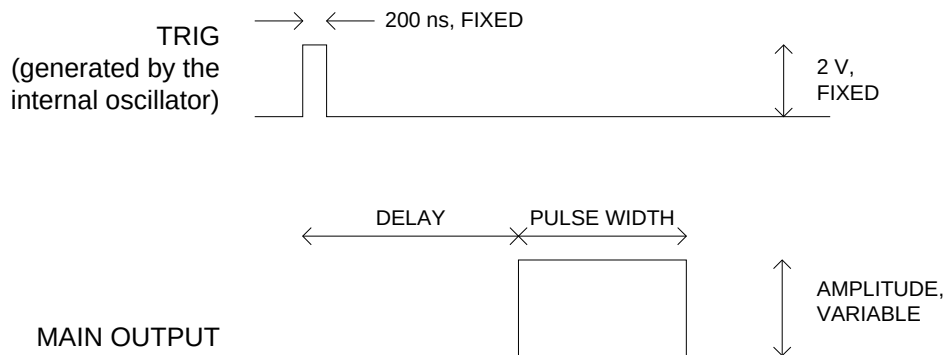 200 ns, FIXED
TRIG
(generated by the
internal oscillator)
2 V,
FIXED
DELAY
PULSE WIDTH
AMPLITUDE,
VARIABLE
MAIN OUTPUT